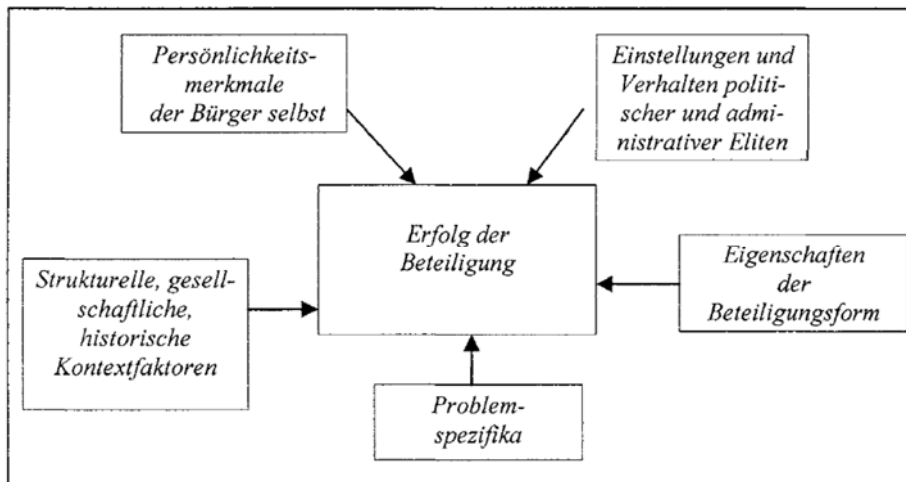 Persönlichkeits-
merkmale
der Bürger selbst
Einstellungen und
Verhalten politi-
scher und admi-
nistrativer Eliten
Erfolg der
Beteiligung
Strukturelle, gesell-
schaftliche,
historische
Kontextfaktoren
Eigenschaften
der
Beteiligungsform
Problem-
spezifika